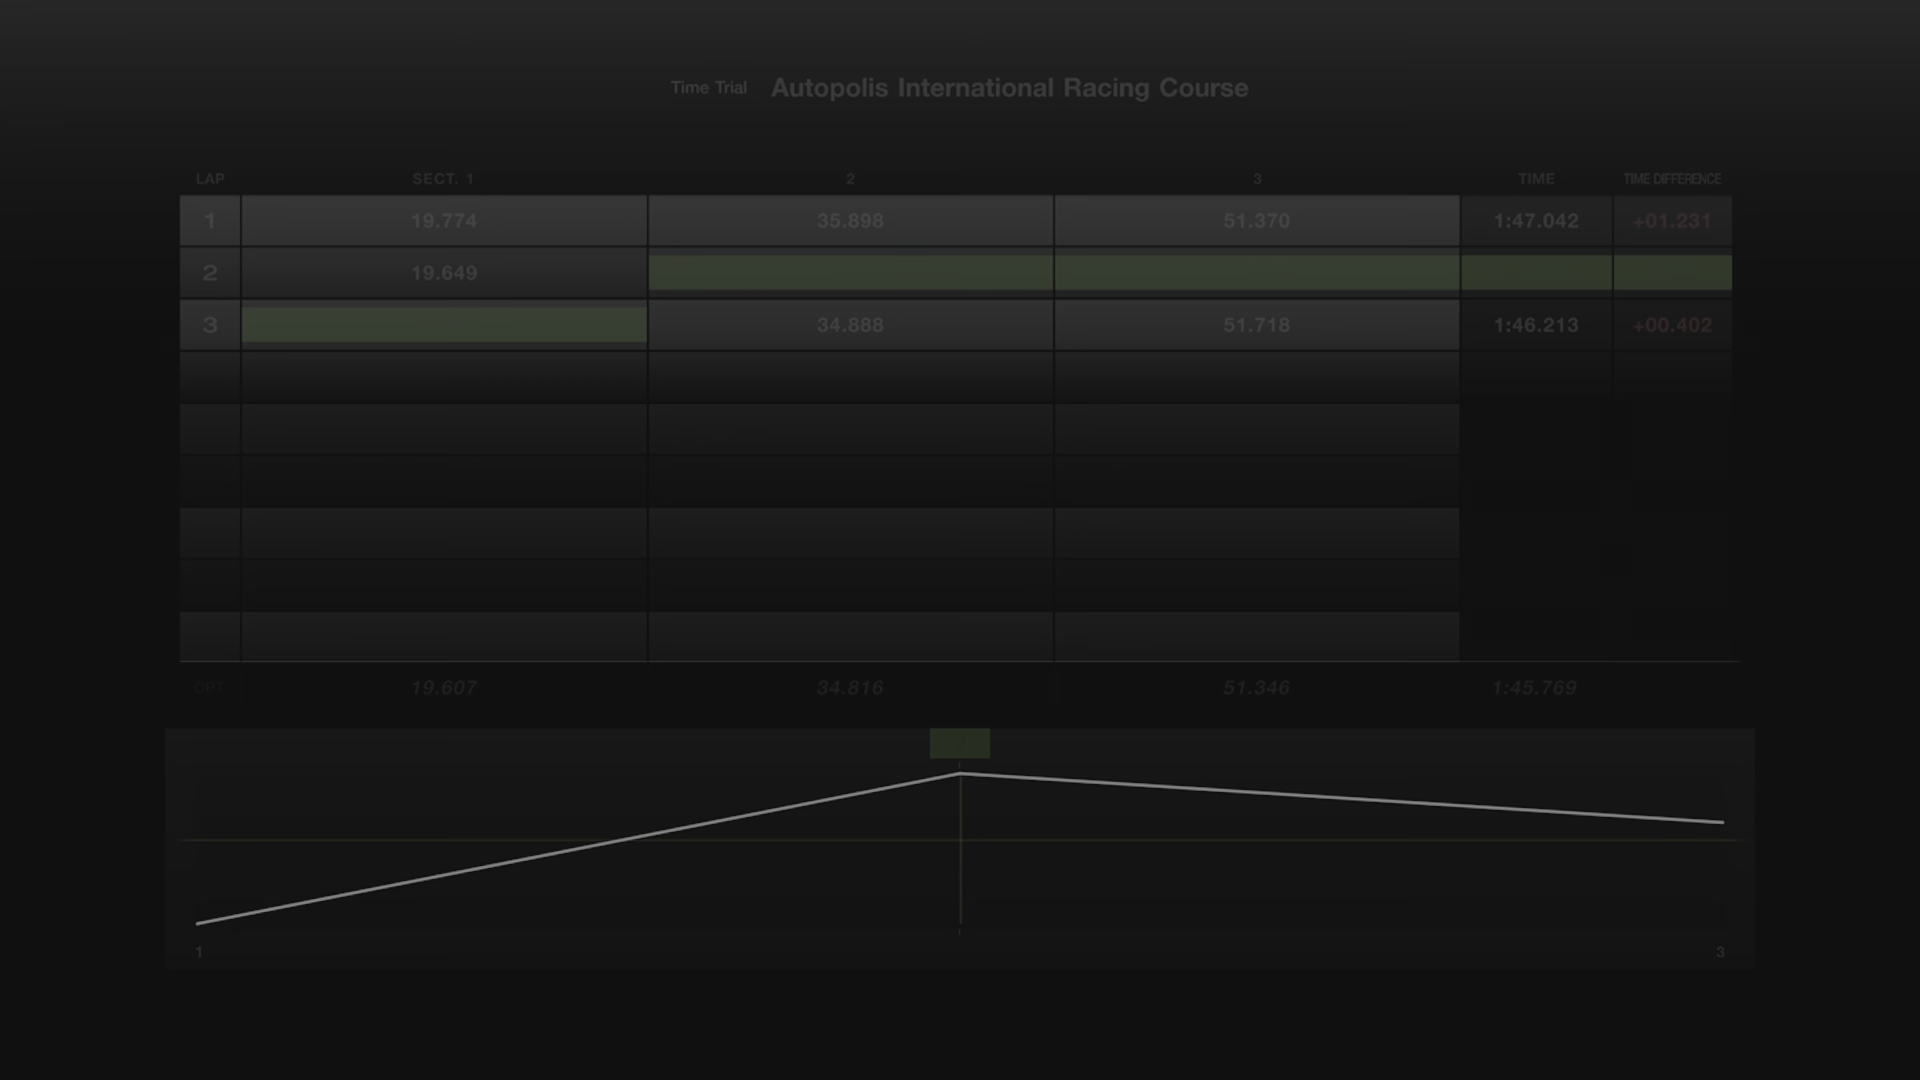 Time Trial Autopolis International Racing Course
LAP SECT. 1 2 3 TIME TIME DIFFERENCE
1 19.774 35.898 51.370 1:47.042 +01.231
2 19.649
3 34.888 51.718 1:46.213 +00.402
OPT 19.607 34.816 51.346 1:45.769
1 3